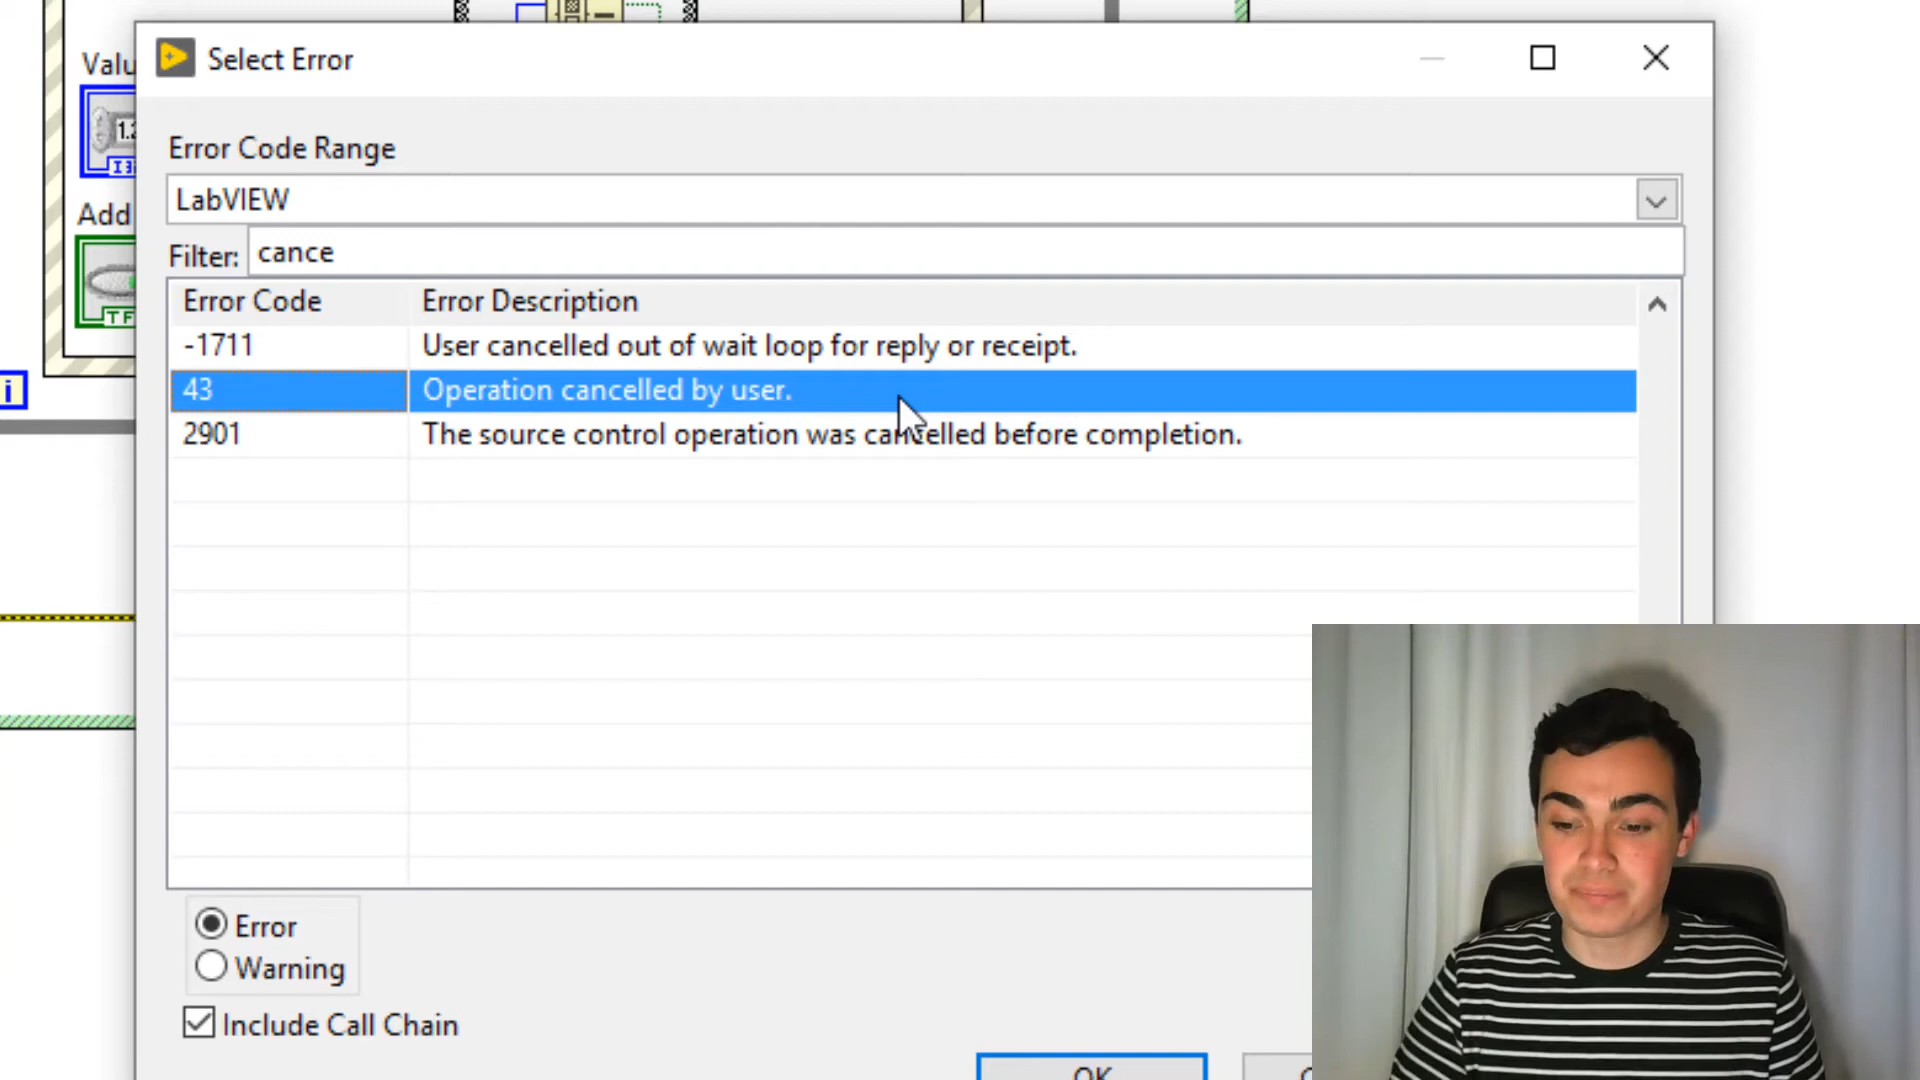 Select Error
Valu
Error Code Range
LabVIEW
Add
Filter: cance
TF
Error Code Error Description
-1711 User cancelled out of wait loop for reply or receipt.
43 Operation cancelled by user.
i
2901 The source control operation was cancelled before completion.
Error
Warning
Include Call Chain
OK